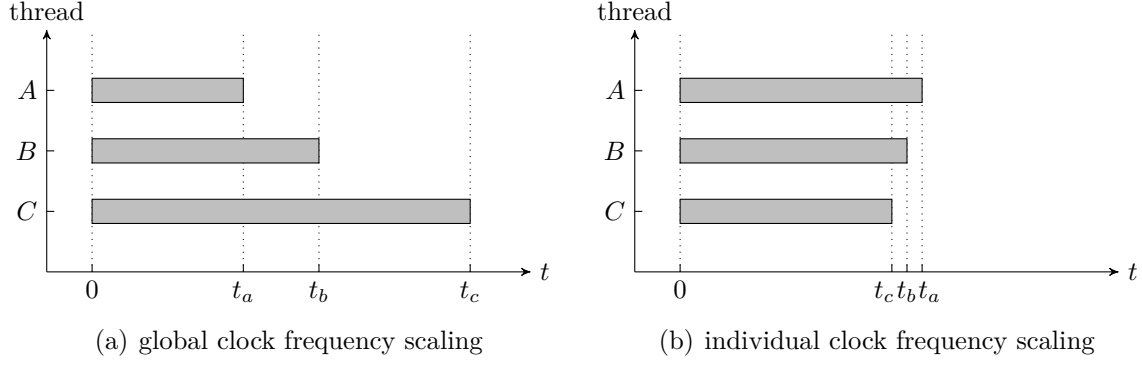 thread
A
B
C
0
t_a
t_b
t_c
t
(a) global clock frequency scaling
thread
A
B
C
0
t_c
t_b
t_a
t
(b) individual clock frequency scaling